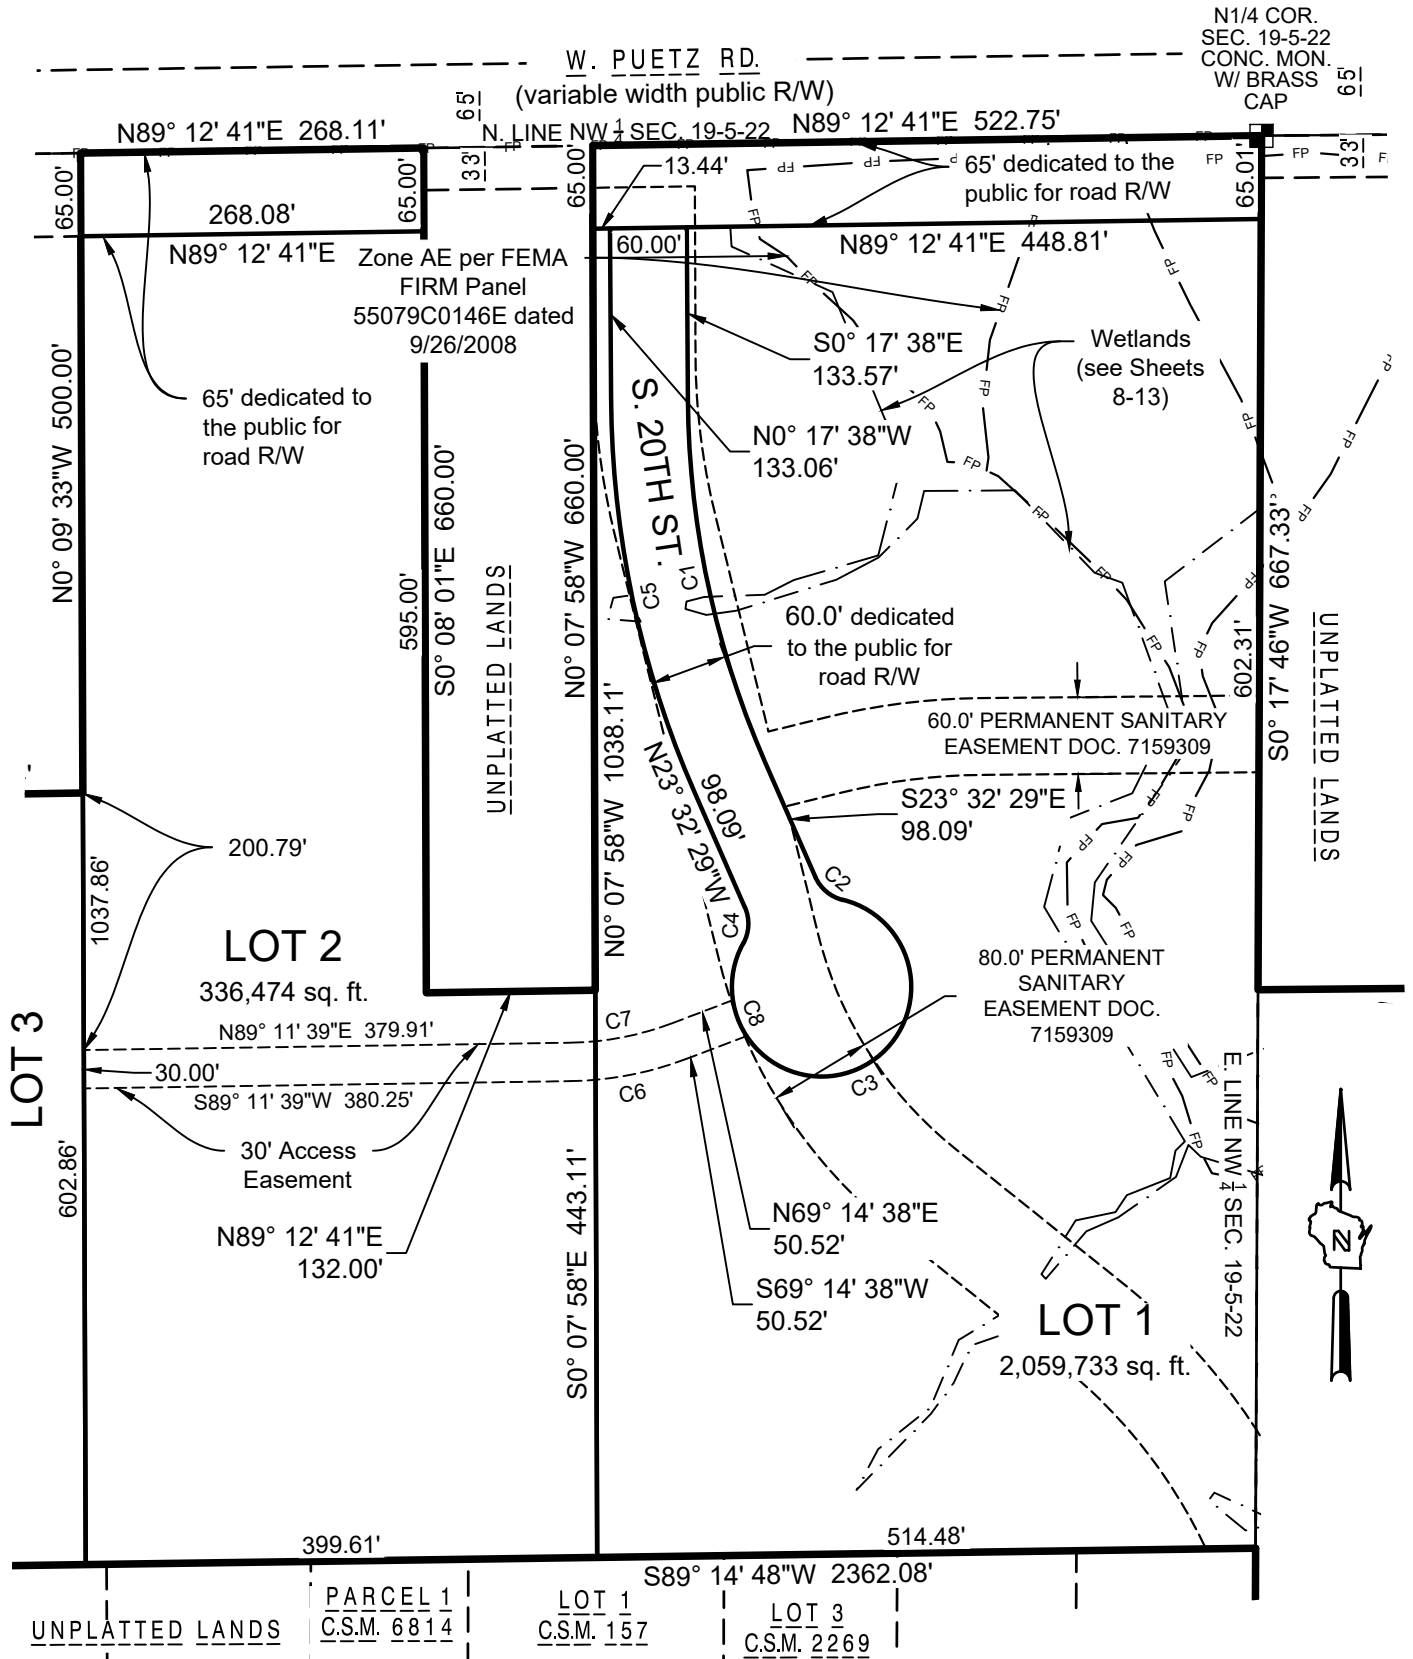 N1/4 COR.
SEC. 19-5-22
CONC. MON.
W/ BRASS
CAP
W. PUETZ RD.
(variable width public R/W)
65'
65'
N89° 12' 41"E 268.11'
N. LINE NW 1/4 SEC. 19-5-22
N89° 12' 41"E 522.75'
FP FP FP FP FP FP FP FP FP FP FP
33'
33'
65.00'
65.00'
65.00'
65.01'
13.44'
65' dedicated to the
public for road R/W
268.08'
N89° 12' 41"E
60.00'
N89° 12' 41"E 448.81'
Zone AE per FEMA
FIRM Panel
55079C0146E dated
9/26/2008
S0° 17' 38"E
133.57'
Wetlands
(see Sheets
8-13)
65' dedicated to
the public for
road R/W
N0° 17' 38"W
133.06'
N0° 09' 33"W 500.00'
S0° 08' 01"E 660.00'
595.00'
UNPLATTED LANDS
N0° 07' 58"W 660.00'
S. 20TH ST.
C5
C1
60.0' dedicated
to the public for
road R/W
602.31'
S0° 17' 46"W 667.33'
UNPLATTED LANDS
60.0' PERMANENT SANITARY
EASEMENT DOC. 7159309
N0° 07' 58"W 1038.11'
N23° 32' 29"W
98.09'
S23° 32' 29"E
98.09'
200.79'
1037.86'
C2
C4
LOT 2
336,474 sq. ft.
80.0' PERMANENT
SANITARY
EASEMENT DOC.
7159309
LOT 3
N89° 11' 39"E 379.91'
C7
C8
30.00'
S89° 11' 39"W 380.25'
C6
C3
30' Access
Easement
E. LINE NW 1/4 SEC. 19-5-22
602.86'
S0° 07' 58"E 443.11'
N89° 12' 41"E
132.00'
N69° 14' 38"E
50.52'
S69° 14' 38"W
50.52'
N
LOT 1
2,059,733 sq. ft.
399.61'
514.48'
S89° 14' 48"W 2362.08'
UNPLATTED LANDS
PARCEL 1
C.S.M. 6814
LOT 1
C.S.M. 157
LOT 3
C.S.M. 2269